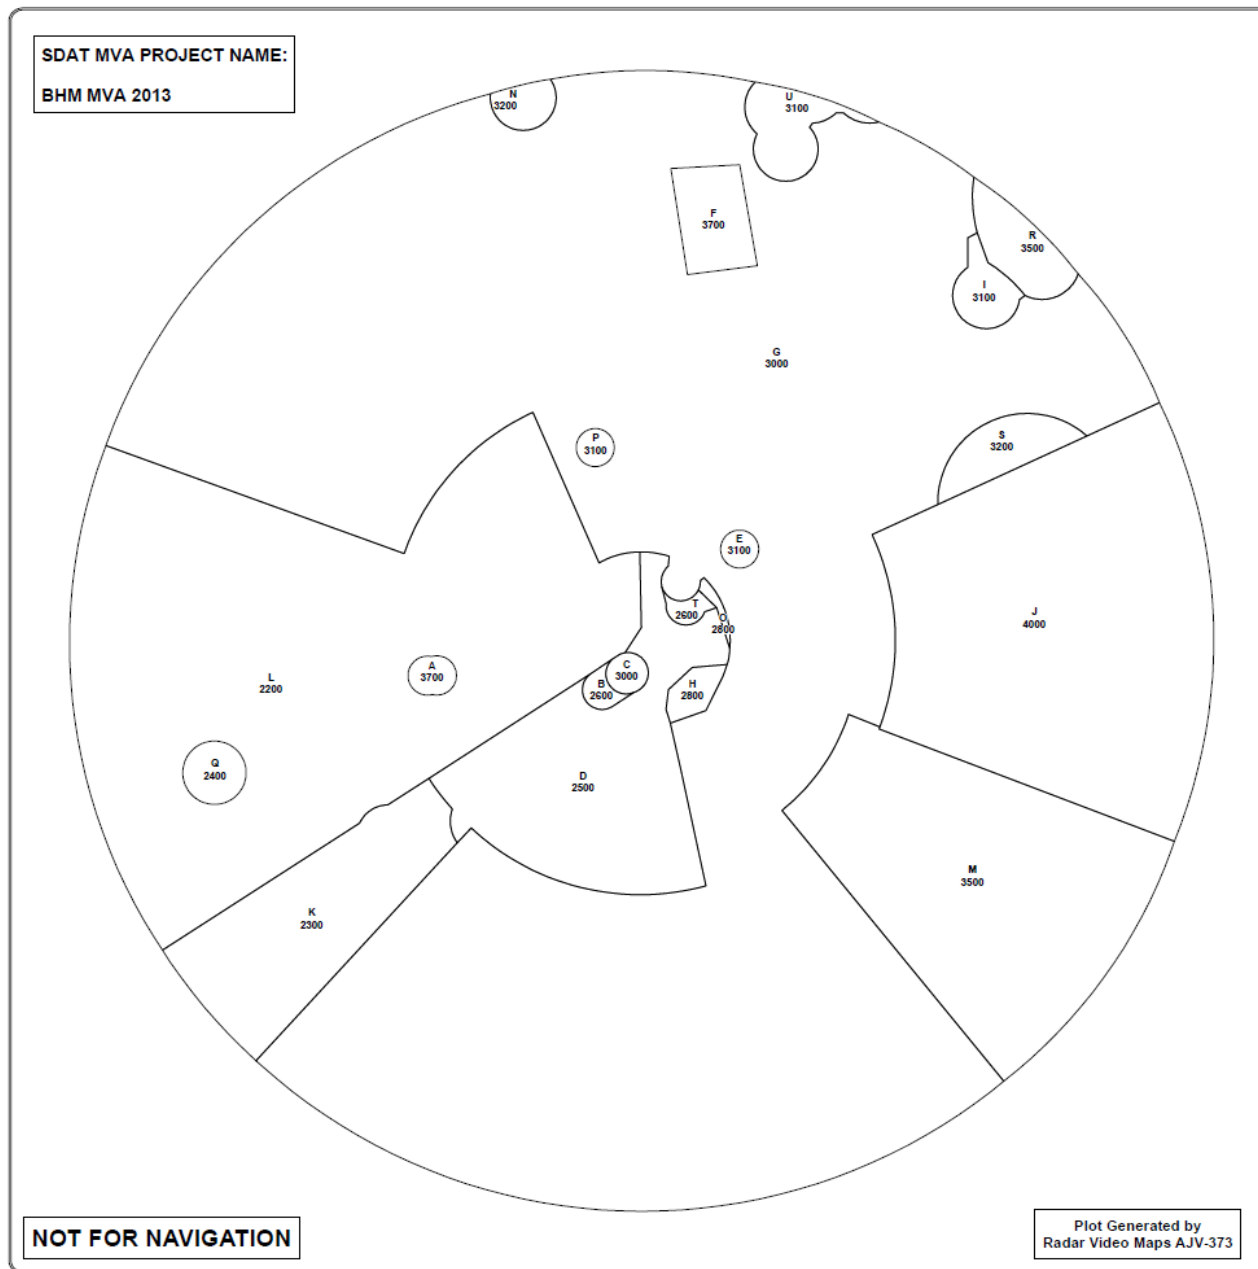 SDAT MVA PROJECT NAME:
BHM MVA 2013
N
3200
U
3100
F
3700
R
3500
I
3100
G
3000
P
3100
S
3200
E
3100
T
2600
O
2800
J
4000
A
3700
L
2200
C
3000
B
2600
H
2800
Q
2400
D
2500
M
3500
K
2300
NOT FOR NAVIGATION
Plot Generated by
Radar Video Maps AJV-373